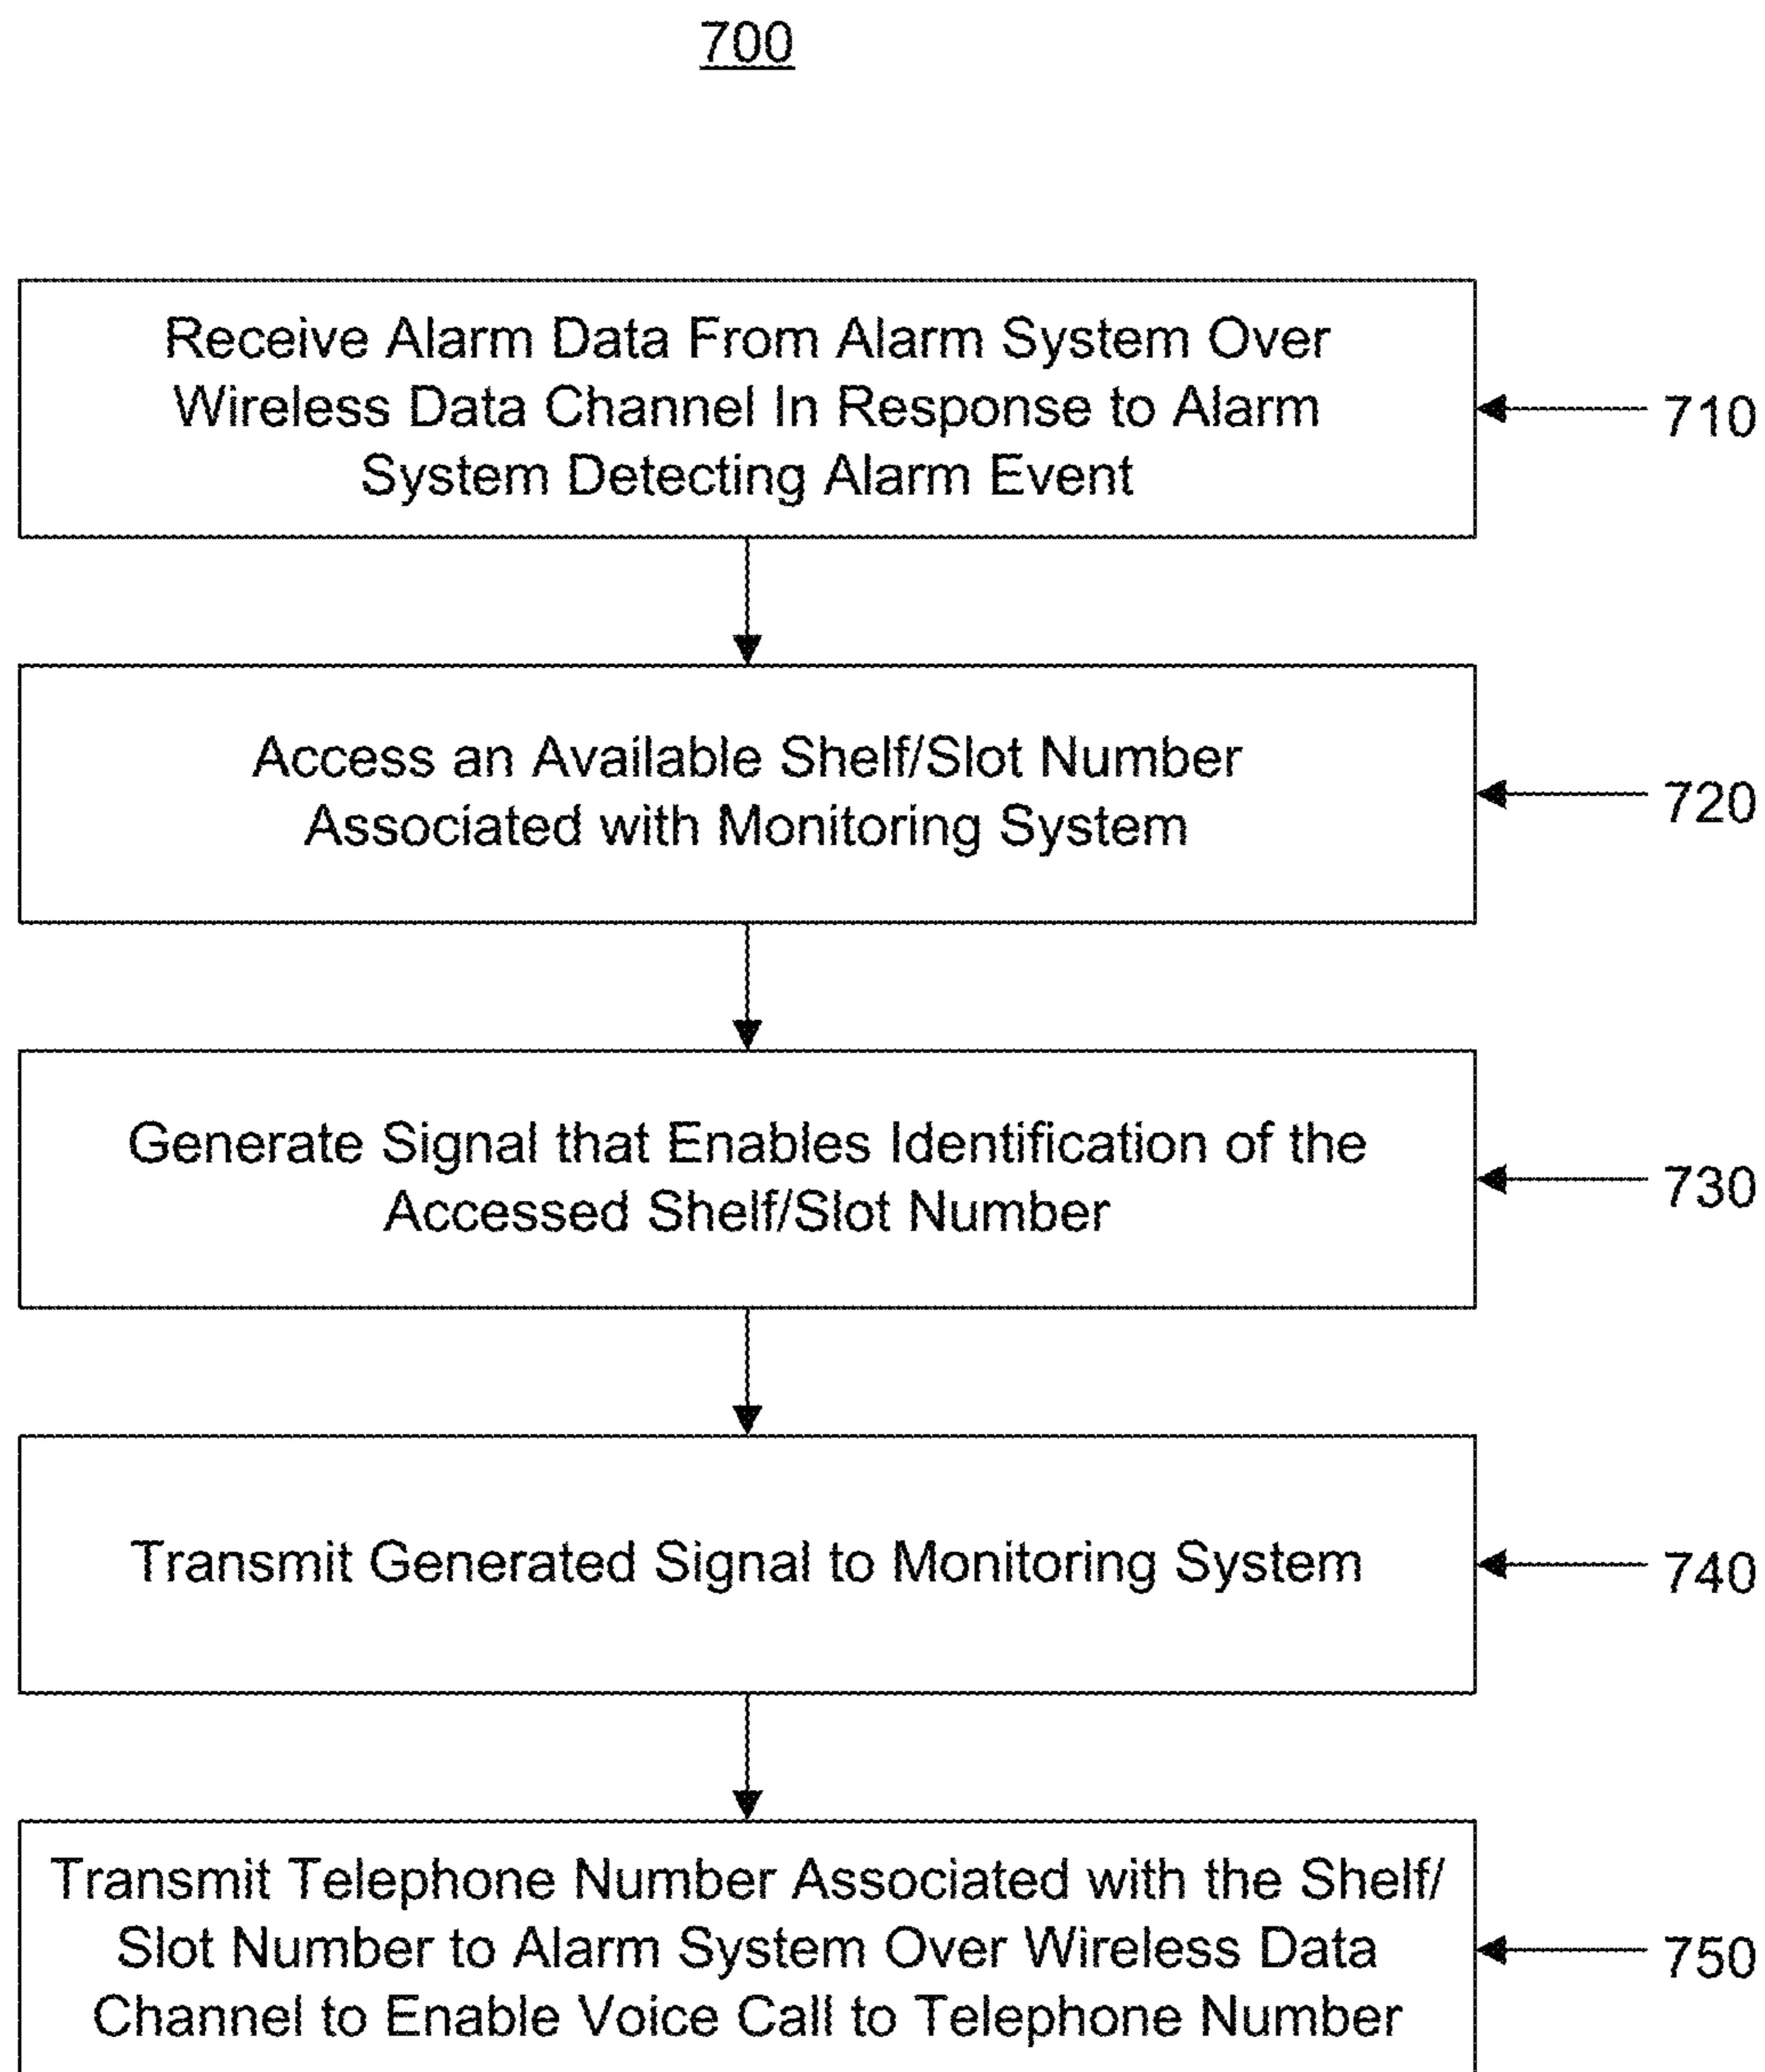 700
Receive Alarm Data From Alarm System Over
Wireless Data Channel In Response to Alarm
System Detecting Alarm Event
710
Access an Available Shelf/Slot Number
Associated with Monitoring System
720
Generate Signal that Enables Identification of the
Accessed Shelf/Slot Number
730
Transmit Generated Signal to Monitoring System
740
Transmit Telephone Number Associated with the Shelf/
Slot Number to Alarm System Over Wireless Data
Channel to Enable Voice Call to Telephone Number
750